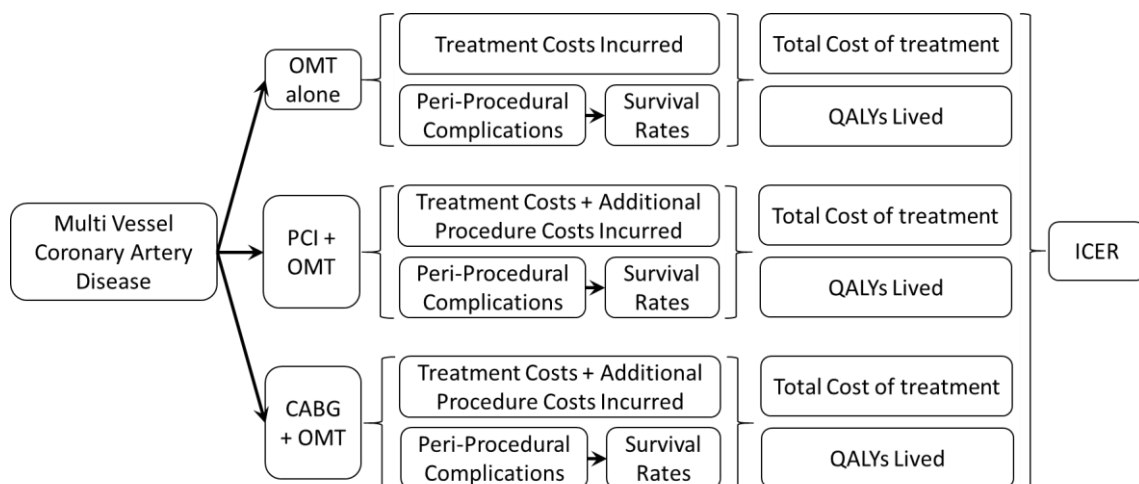 Multi Vessel
Coronary Artery
Disease
OMT
alone
Treatment Costs Incurred
Peri-Procedural
Complications
Survival
Rates
Total Cost of treatment
QALYs Lived
PCI +
OMT
Treatment Costs + Additional
Procedure Costs Incurred
Peri-Procedural
Complications
Survival
Rates
Total Cost of treatment
QALYs Lived
CABG
+ OMT
Treatment Costs + Additional
Procedure Costs Incurred
Peri-Procedural
Complications
Survival
Rates
Total Cost of treatment
QALYs Lived
ICER